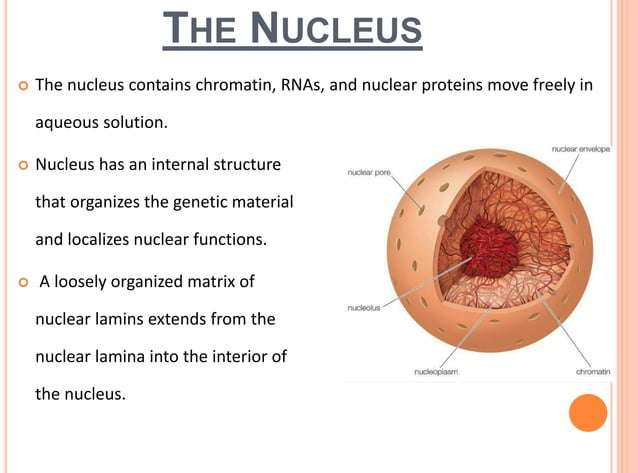 THE NUCLEUS
The nucleus contains chromatin, RNAs, and nuclear proteins move freely in
aqueous solution.
Nucleus has an internal structure
that organizes the genetic material
and localizes nuclear functions.
A loosely organized matrix of
nuclear lamins extends from the
nuclear lamina into the interior of
the nucleus.
nuclear envelope
nuclear pore
nucleolus
nucleoplasm
chromatin